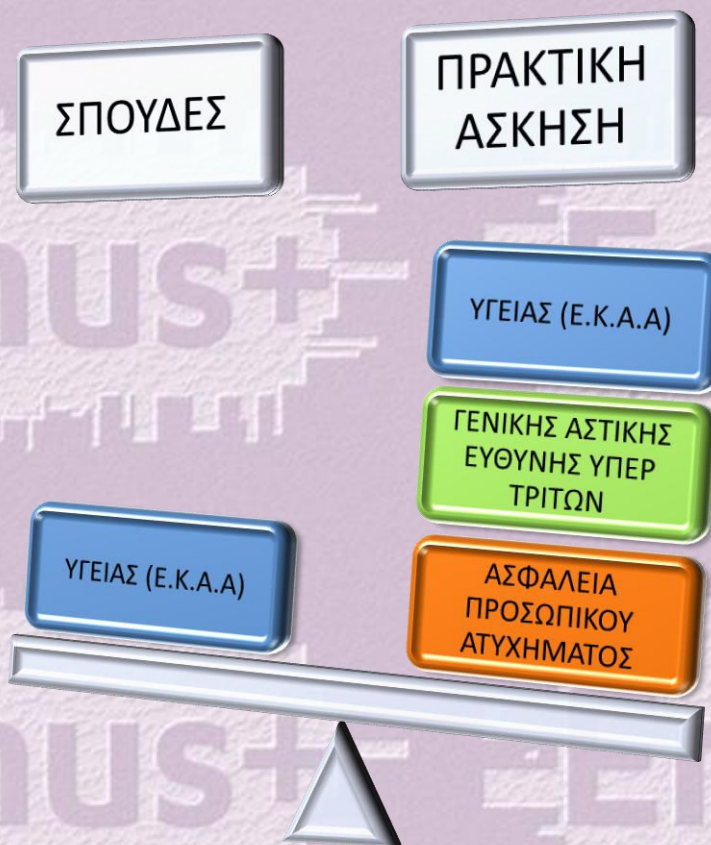 ΣΠΟΥΔΕΣ
ΠΡΑΚΤΙΚΗ
ΑΣΚΗΣΗ
ΥΓΕΙΑΣ (Ε.Κ.Α.Α)
ΓΕΝΙΚΗΣ ΑΣΤΙΚΗΣ
ΕΥΘΥΝΗΣ ΥΠΕΡ
ΤΡΙΤΩΝ
ΥΓΕΙΑΣ (Ε.Κ.Α.Α)
ΑΣΦΑΛΕΙΑ
ΠΡΟΣΩΠΙΚΟΥ
ΑΤΥΧΗΜΑΤΟΣ